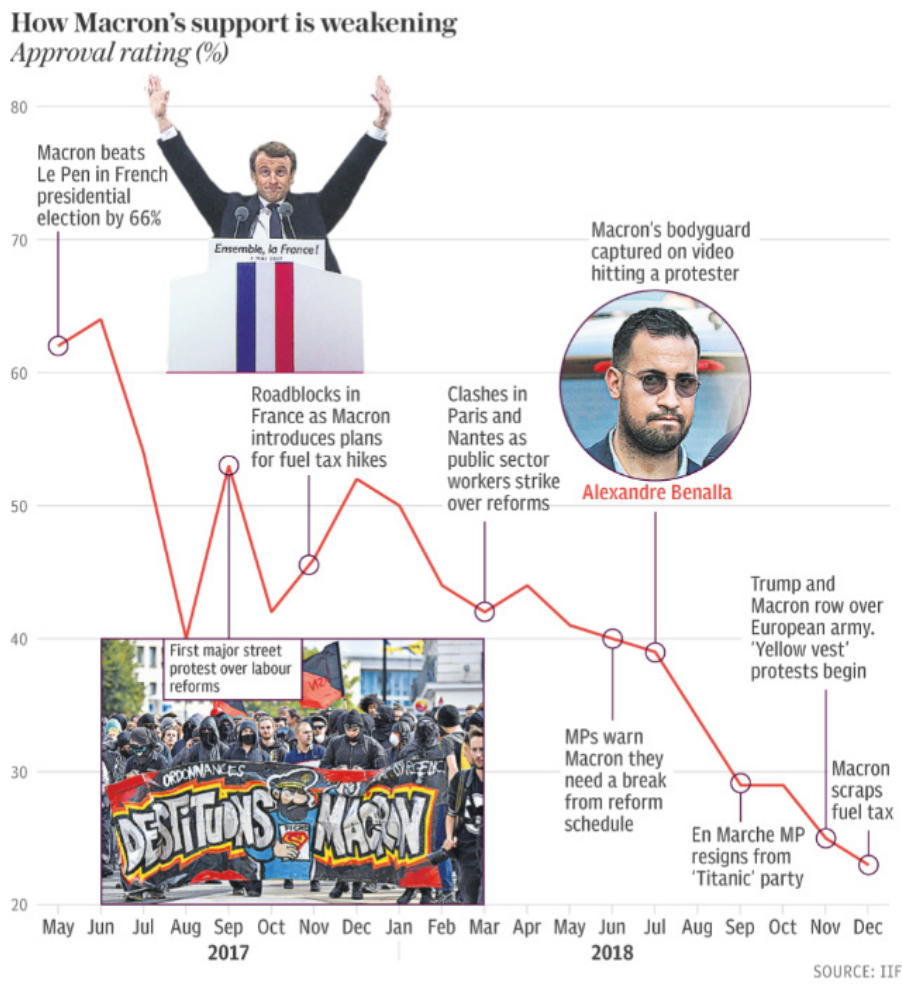 How Macron's support is weakening
Approval rating (%)
80
Macron beats
Le Pen in French
presidential
election by 66%
Ensemble, la France!
70
Macron's bodyguard
captured on video
hitting a protester
60
Roadblocks in
France as Macron
introduces plans
for fuel tax hikes
Clashes in
Paris and
Nantes as
public sector
workers strike
over reforms
Alexandre Benalla
50
Trump and
Macron row over
European army.
'Yellow vest'
protests begin
40
First major street
protest over labour
reforms
ORDONNANCES
DESTITUONS
MACRON
MPs warn
Macron they
need a break
from reform
schedule
30
Macron
scraps
fuel tax
En Marche MP
resigns from
'Titanic' party
20
May Jun Jul Aug Sep Oct Nov Dec Jan Feb Mar Apr May Jun Jul Aug Sep Oct Nov Dec
2017 2018
SOURCE: IIF